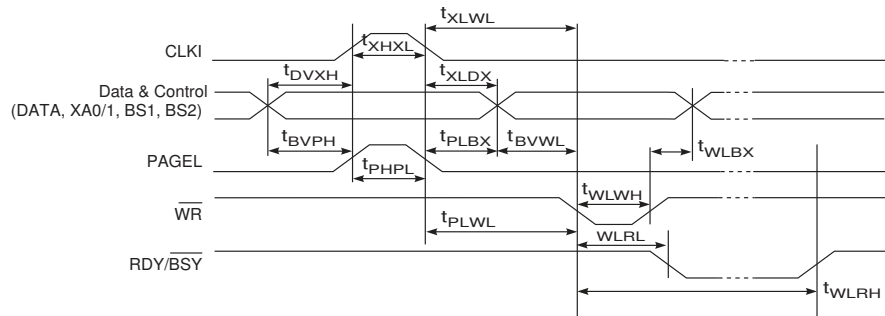 tXLWL
CLKI
tXHXL
tDVXH
tXLDX
Data & Control
(DATA, XA0/1, BS1, BS2)
tBVPH
tPLBX
tBVWL
tWLBX
PAGEL
tPHPL
tWLWH
WR
tPLWL
WLRL
RDY/BSY
tWLRH